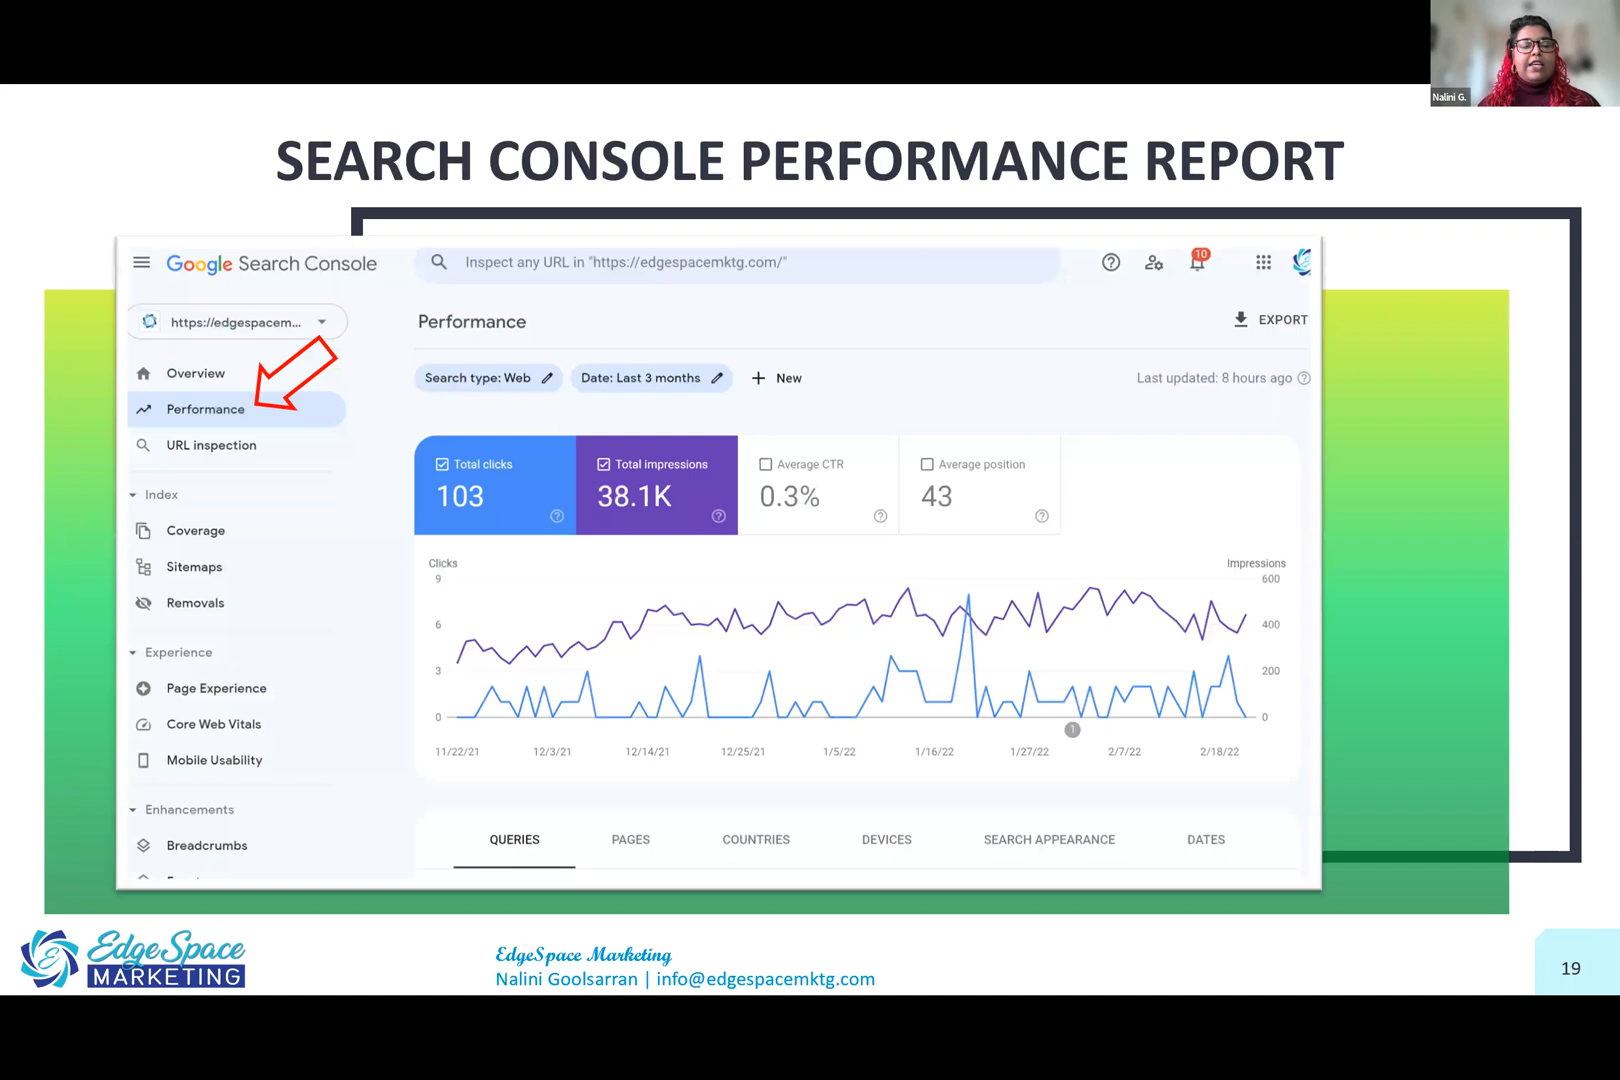 Nalini G.
SEARCH CONSOLE PERFORMANCE REPORT
Google Search Console
Inspect any URL in "https://edgespacemktg.com/"
10
https://edgespacem...
Performance
EXPORT
Overview
Performance
URL inspection
Index
Coverage
Sitemaps
Removals
Experience
Page Experience
Core Web Vitals
Mobile Usability
Enhancements
Breadcrumbs
Search type: Web
Date: Last 3 months
+ New
Last updated: 8 hours ago
Total clicks
103
Total impressions
38.1K
Average CTR
0.3%
Average position
43
Clicks
Impressions
9
600
6
400
3
200
0
0
1
11/22/21 12/3/21 12/14/21 12/25/21 1/5/22 1/16/22 1/27/22 2/7/22 2/18/22
QUERIES PAGES COUNTRIES DEVICES SEARCH APPEARANCE DATES
EdgeSpace
MARKETING
EdgeSpace Marketing
Nalini Goolsarran | info@edgespacemktg.com
19